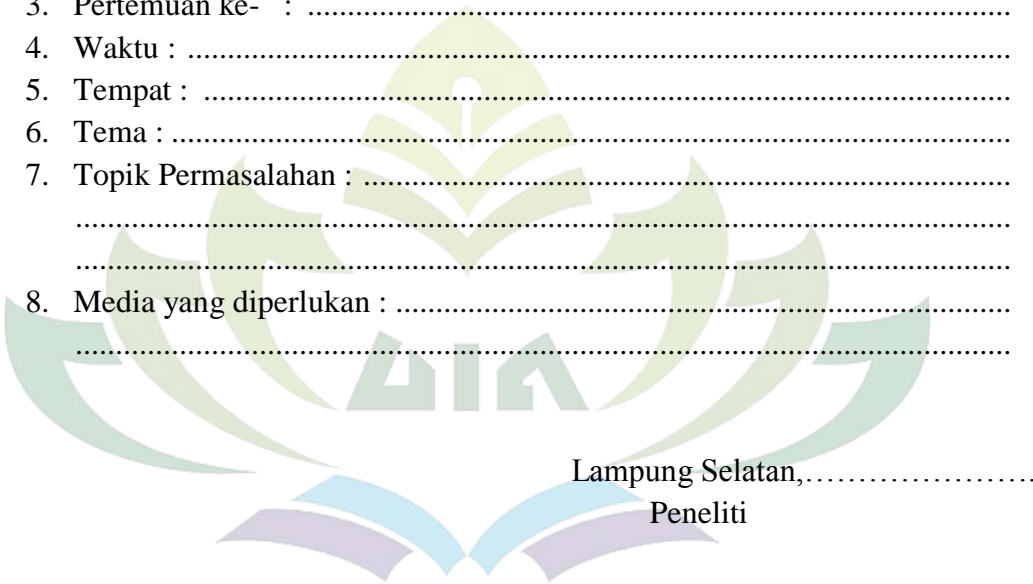 3. Pertemuan ke- : ........................................................................................
4. Waktu : .......................................................................................................
5. Tempat : .....................................................................................................
6. Tema : .........................................................................................................
7. Topik Permasalahan : .................................................................................
.....................................................................................................................
.....................................................................................................................
8. Media yang diperlukan : .............................................................................
.....................................................................................................................
UIN
Lampung Selatan,…………………
Peneliti